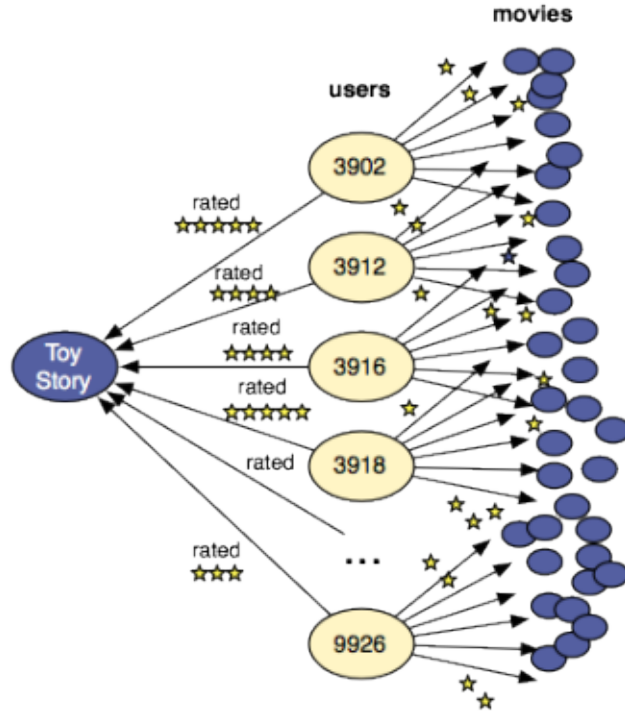 movies
users
3902
rated
3912
rated
rated
3916
Toy
Story
rated
3918
rated
...
rated
9926